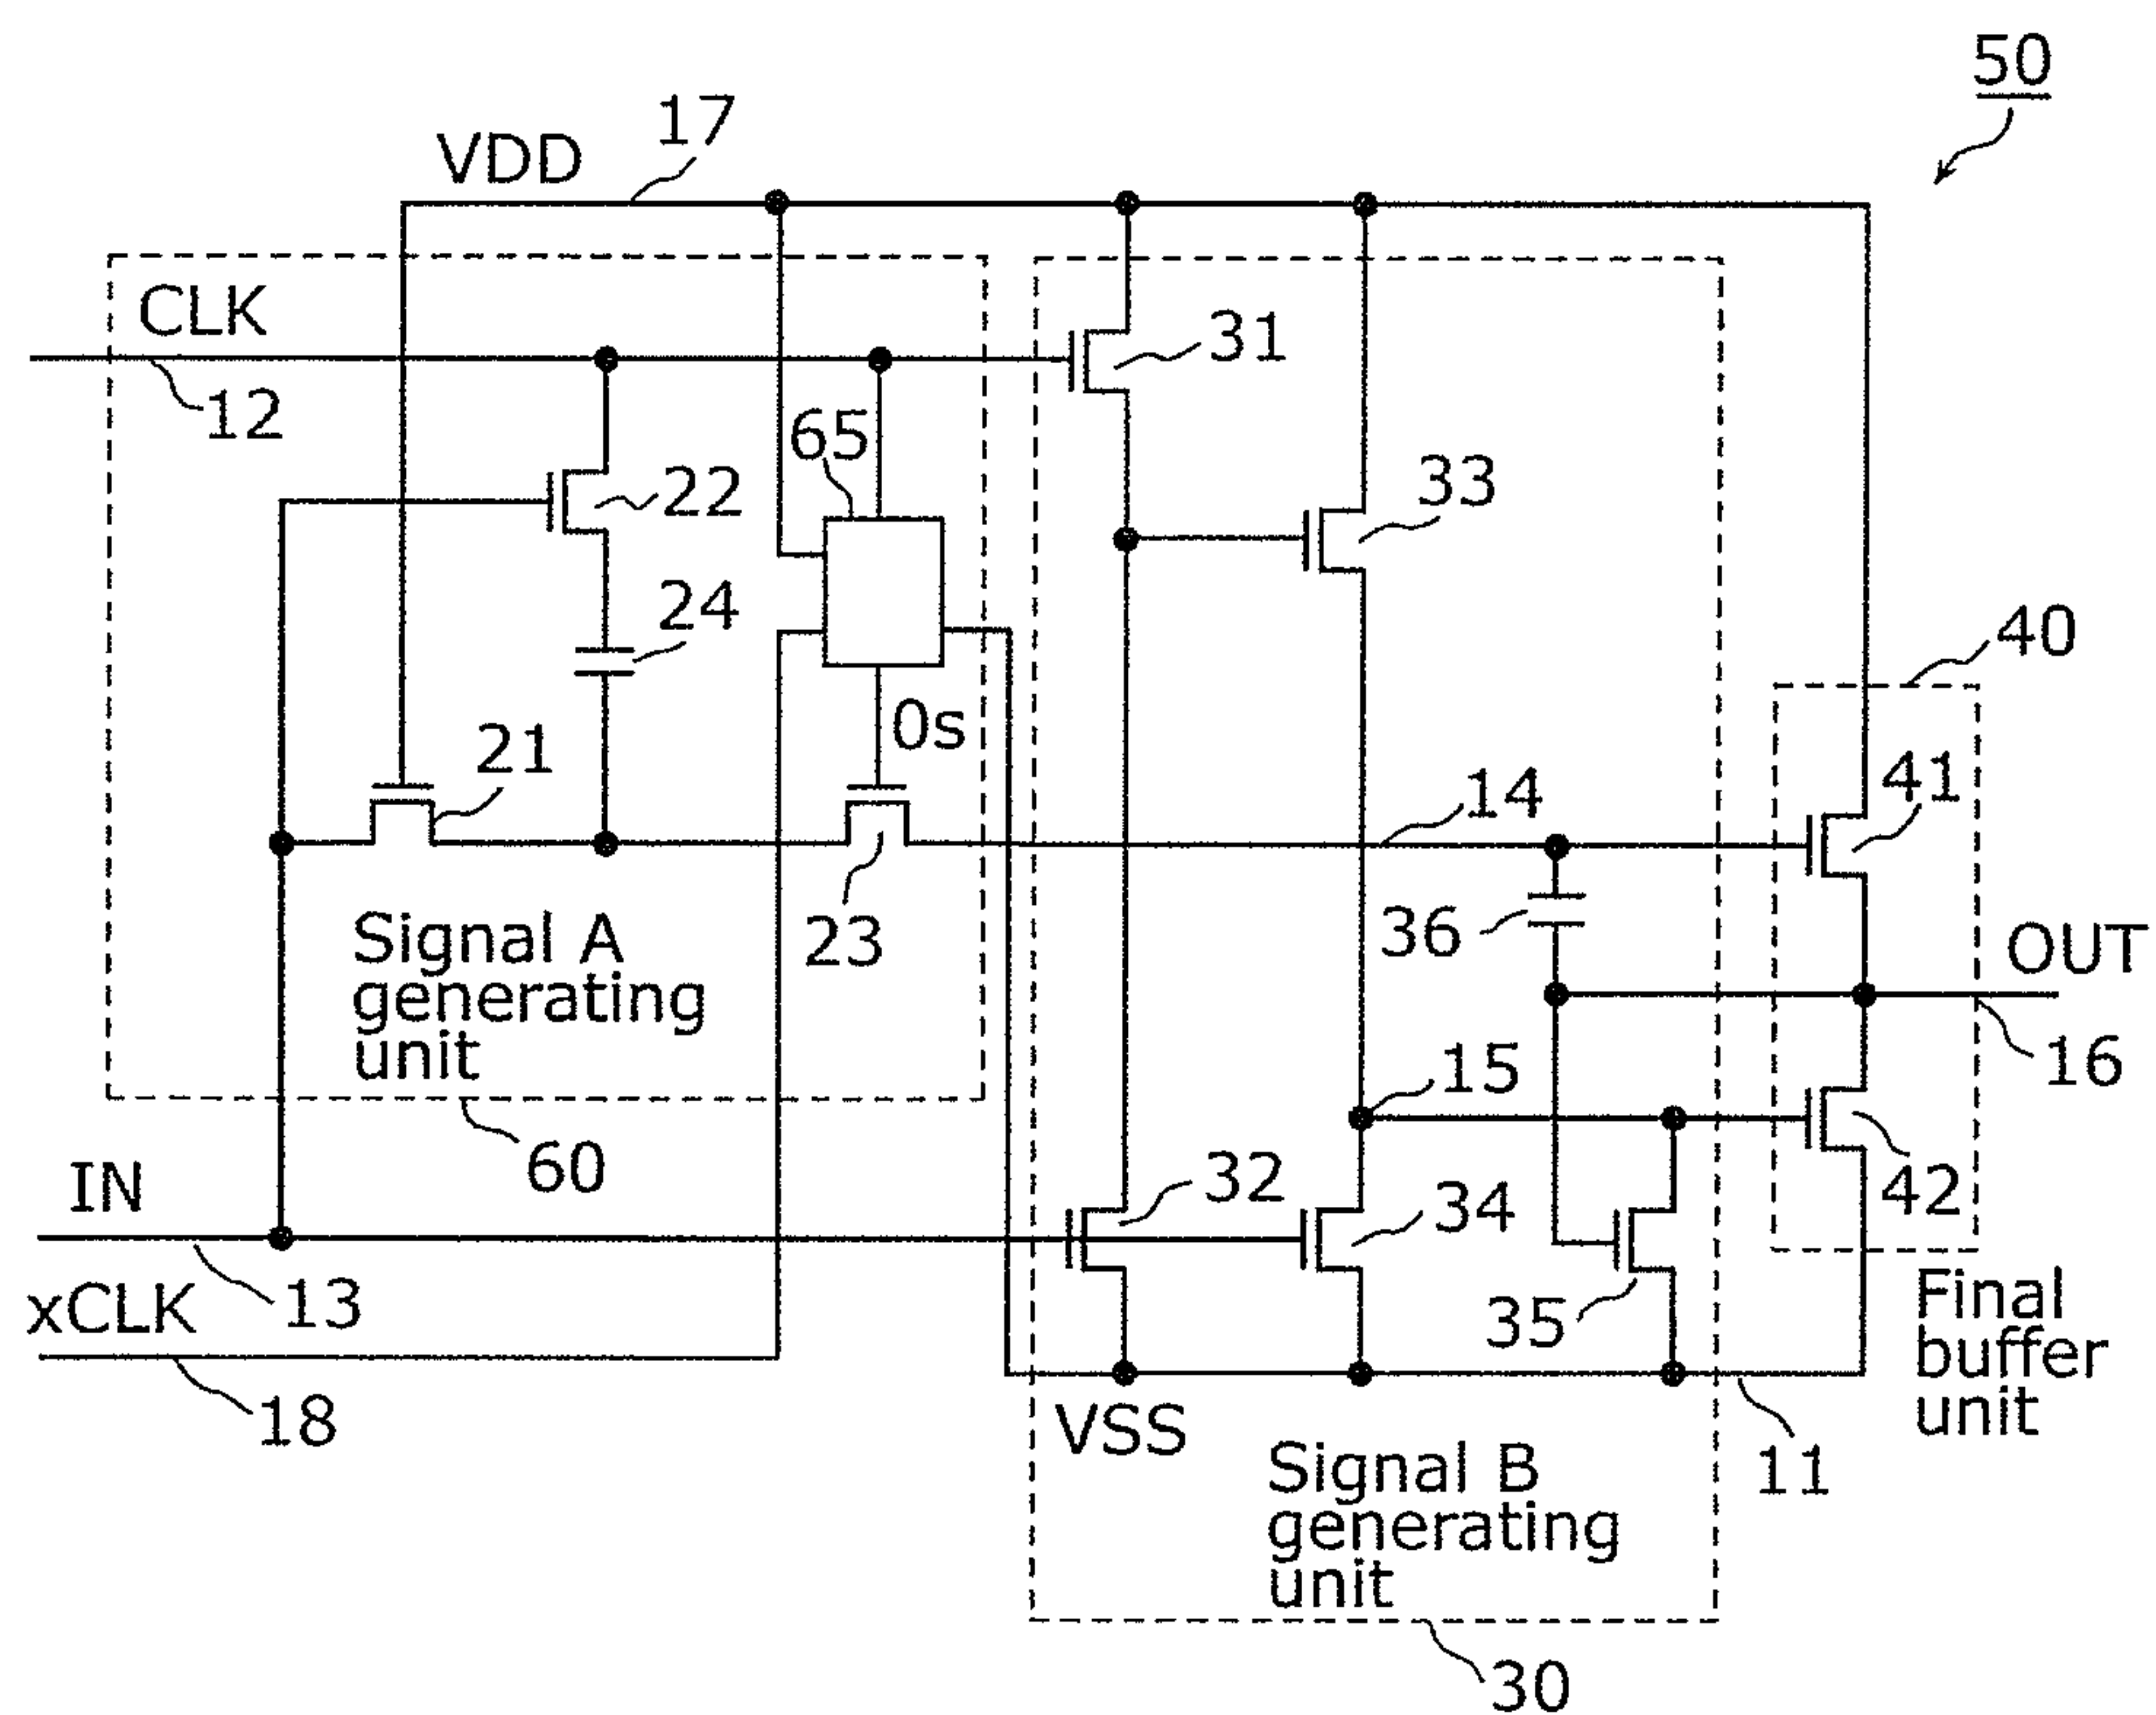 50
17
VDD
CLK
12
31
65
22
33
24
40
0s
21
14
41
23
36
Signal A
generating
unit
OUT
15
16
60
32
34
42
IN
13
35
xCLK
18
Final
buffer
unit
VSS
11
Signal B
generating
unit
30